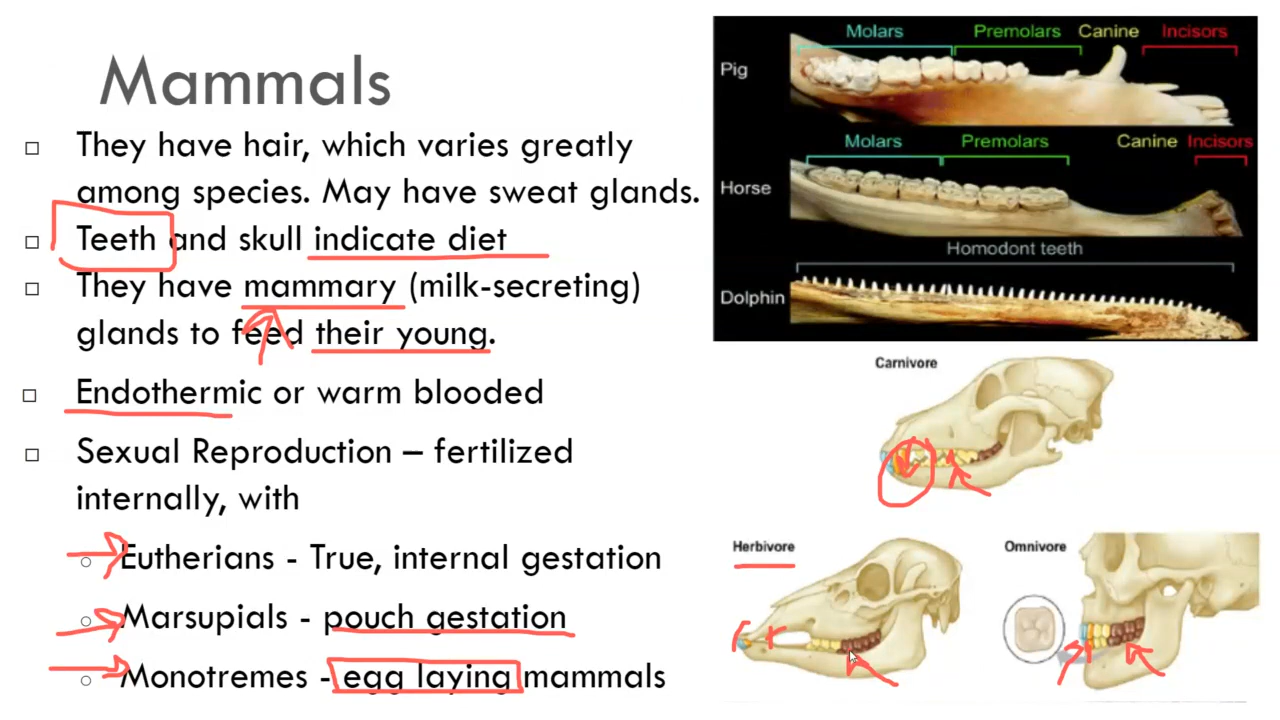 Mammals
They have hair, which varies greatly
among species. May have sweat glands.
Teeth and skull indicate diet
They have mammary (milk-secreting)
glands to feed their young.
Endothermic or warm blooded
Sexual Reproduction – fertilized
internally, with
Eutherians - True, internal gestation
Marsupials - pouch gestation
Monotremes - egg laying mammals
Molars Premolars Canine Incisors
Pig
Molars Premolars Canine Incisors
Horse
Homodont teeth
Dolphin
Carnivore
Herbivore
Omnivore